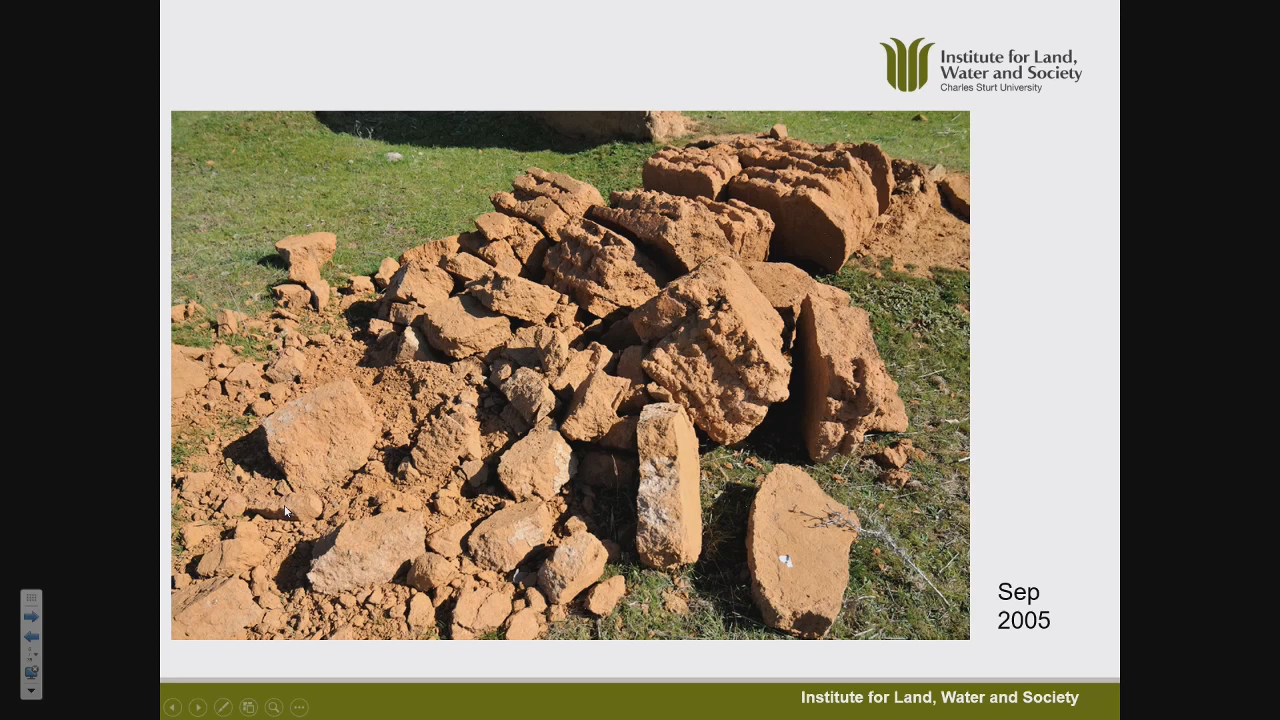 Institute for Land,
Water and Society
Charles Sturt University
Sep
2005
Institute for Land, Water and Society